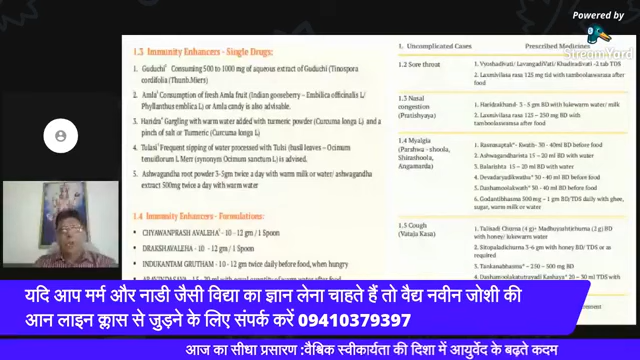 Powered by
StreamYard
1.3 Immunity Enhancers - Single Drugs:
1. Guduchi Consuming 500 to 1000 mg of aqueous extract of Guduchi (Tinospora
cordifolia (Thunb.Miers)
2. Amla Consumption of fresh Amla fruit (Indian gooseberry - Embilica officinalis L/
Phyllanthus emblica L) or Amla candy is also advisable.
3. Haridra Gargling with warm water added with turmeric powder (Curcuma longa L) and a
pinch of salt or Turmeric (Curcuma longa L)
4. Tulasi Frequent sipping of water processed with Tulsi (basil leaves - Ocimum
tensuiflorum L. Merr (synonym Ocimum sanctum L) is advised.
5. Ashwagandha root powder 3-5gm twice a day with warm milk or water/ ashwagandha
extract 500mg twice a day with warm water
1.4 Immunity Enhancers - Formulations:
• CHYAWANPRASH AVALEHA - 10 - 12 gm / 1 Spoon
• DRAKSHAVALEHA - 10 - 12 gm / 1 Spoon
• INDUKANTAM GRUTHAM - 10 - 12 gm twice daily before food, when hungry
1. Uncomplicated Cases Prescribed Medicines
1.2 Sore throat
1. Vyoshadivati/ LavangadiVati/ Khadiradivati -2 tab TDS
2. Laxmivilasa rasa 125 mg tid with tamboolaswarasa after
food
1.3 Nasal
congestion
(Pratishyaya)
1. Haridrakhand- 3 - 5 gm BD with lukewarm water/ milk
2. Laxmivilasa rasa 125 - 250 mg BD with
tamboolaswarasa after food
1.4 Myalgia
(Parshwa - shoola,
Shirashoola,
Angamarda)
1. Rasnasaptak Kwath- 30 - 40ml BD before food
2. Ashwagandharista 15 - 20 ml BD with water
3. Balarishta 15 - 20 ml BD with water
4. Devadaryadikwatha 30 - 40 ml BD before food
5. Dashamoolakwath 30 - 40 ml BD before food
6. Godantibhasma 500 mg - 1 gm BD/TDS daily with ghee,
sugar, warm milk or water
1.5 Cough
(Vataja Kasa)
1. Talisadi Churna (4 g)+ Madhuyashtichurna (2 g) BD
with honey/ lukewarm water
2. Sitopaladichurna 3-6 gm with honey BD/ TDS or as
required
3. Tankanabhasma - 250 - 500 mg BD
यदि आप मर्म और नाडी जैसी विद्या का ज्ञान लेना चाहते हैं तो वैद्य नवीन जोशी की
आन लाइन क्लास से जुड़ने के लिए संपर्क करें 09410379397
आज का सीधा प्रसारण :वैश्विक स्वीकार्यता की दिशा में आयुर्वेद के बढ़ते कदम